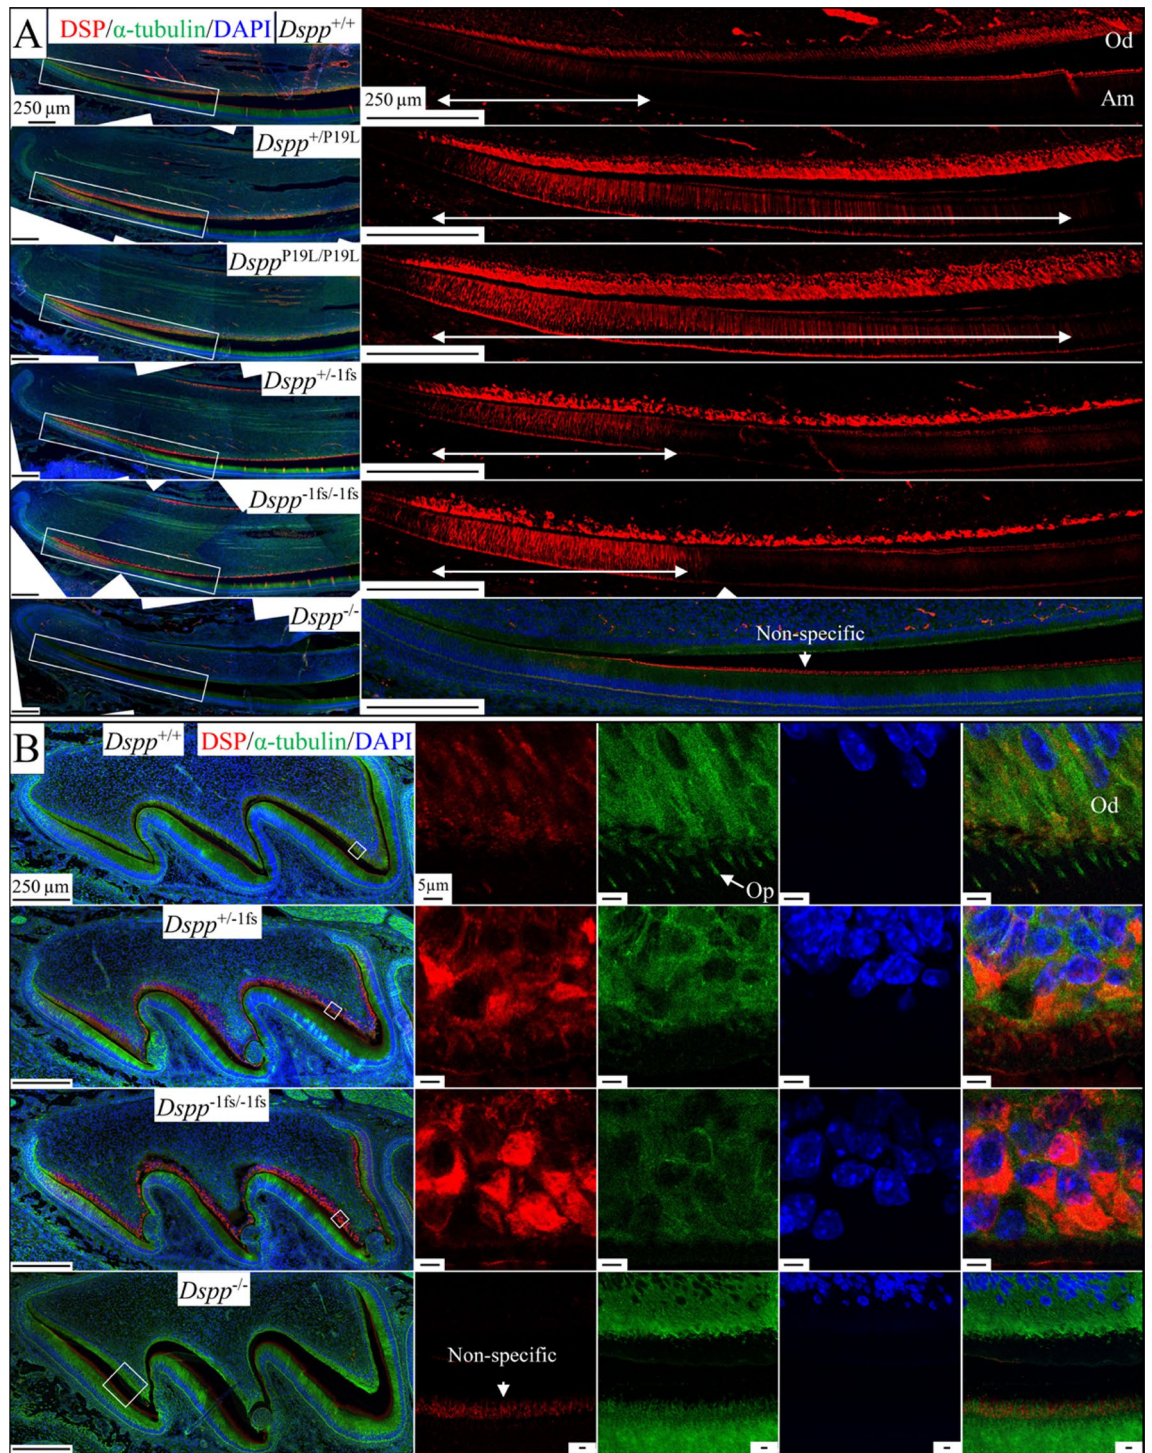 A
DSP/α-tubulin/DAPI
Dspp+/+
250 μm
250 μm
Od
Am
Dspp+/P19L
DsppP19L/P19L
Dspp+/-1fs
Dspp-1fs/-1fs
Dspp-/-
Non-specific
B
Dspp+/+
DSP/α-tubulin/DAPI
250 μm
5μm
Op
Od
Dspp+/-1fs
Dspp-1fs/-1fs
Dspp-/-
Non-specific